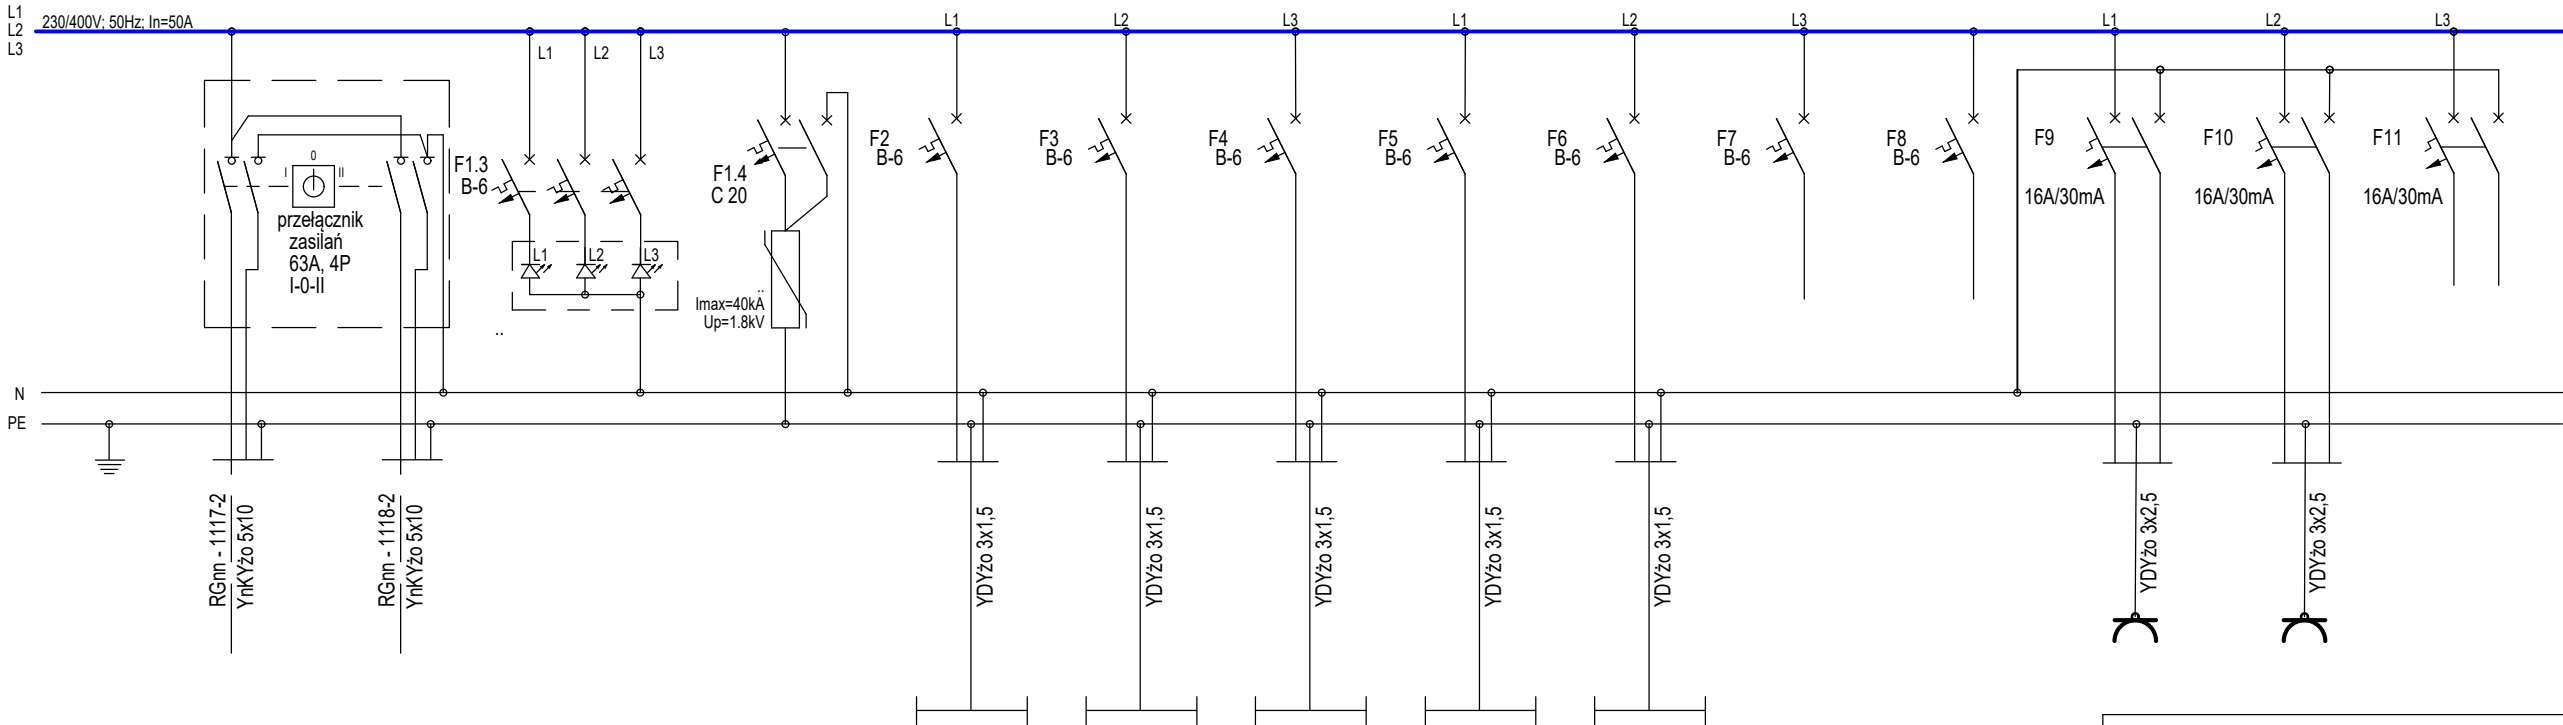 L1
L2
L3
230/400V; 50Hz; In=50A
L1
L2
L3
L1
L2
L3
L1
L2
L3
L1
L2
L3
0
I
II
przełącznik
zasilań
63A, 4P
I-0-II
F1.3
B-6
L1
L2
L3
..
F1.4
C 20
..
Imax=40kA
Up=1.8kV
F2
B-6
F3
B-6
F4
B-6
F5
B-6
F6
B-6
F7
B-6
F8
B-6
F9
16A/30mA
F10
16A/30mA
F11
16A/30mA
N
PE
RGnn - 1117-2
YnKYżo 5x10
RGnn - 1118-2
YnKYżo 5x10
YDYżo 3x1,5
YDYżo 3x1,5
YDYżo 3x1,5
YDYżo 3x1,5
YDYżo 3x1,5
YDYżo 3x2,5
YDYżo 3x2,5